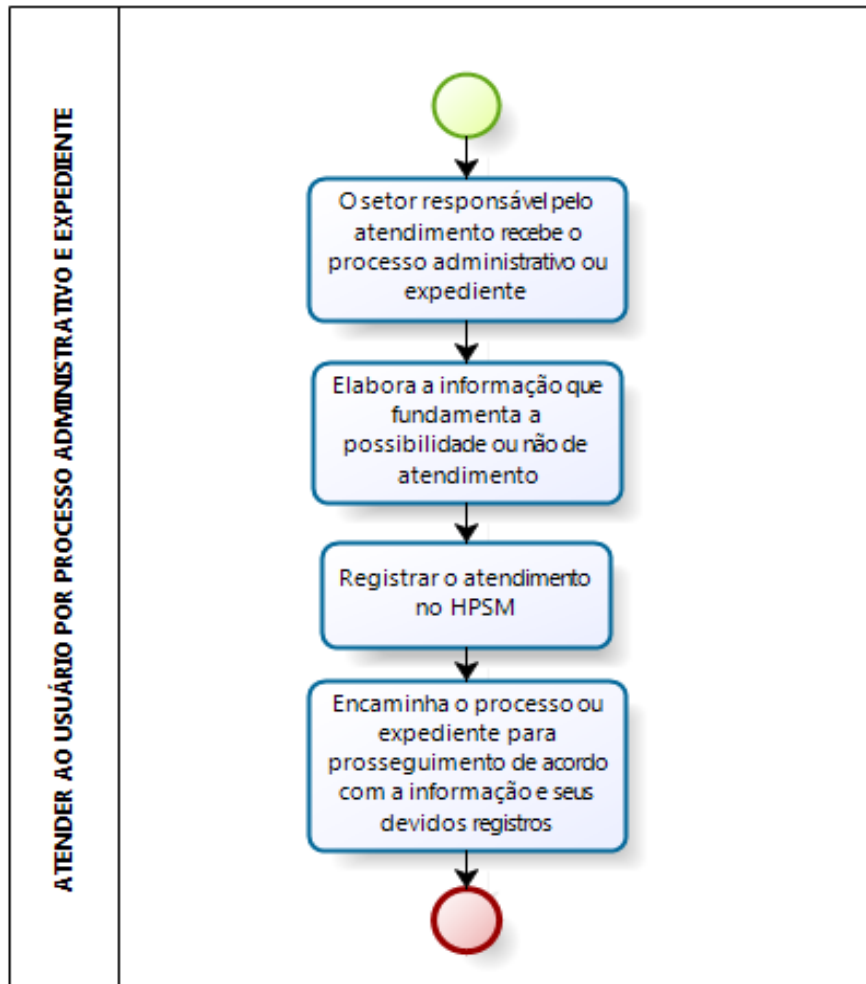 ATENDER AO USUÁRIO POR PROCESSO ADMINISTRATIVO E EXPEDIENTE
O setor responsável pelo
atendimento recebe o
processo administrativo ou
expediente
Elabora a informação que
fundamenta a
possibilidade ou não de
atendimento
Registrar o atendimento
no HPSM
Encaminha o processo ou
expediente para
prosseguimento de acordo
com a informação e seus
devidos registros